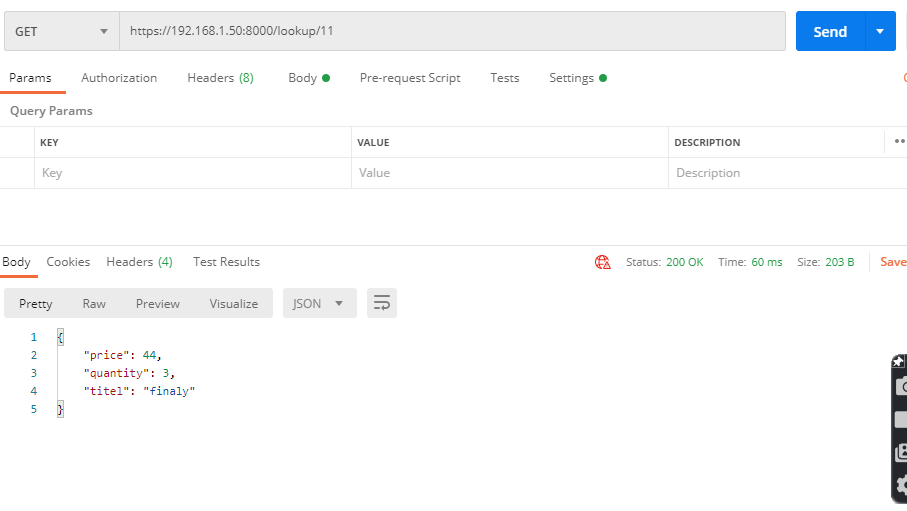 GET https://192.168.1.50:8000/lookup/11 Send
Params Authorization Headers (8) Body Pre-request Script Tests Settings
Query Params
KEY VALUE DESCRIPTION
Key Value Description
Body Cookies Headers (4) Test Results Status: 200 OK Time: 60 ms Size: 203 B Save
Pretty Raw Preview Visualize JSON
1 {
2 "price": 44,
3 "quantity": 3,
4 "titel": "finaly"
5 }